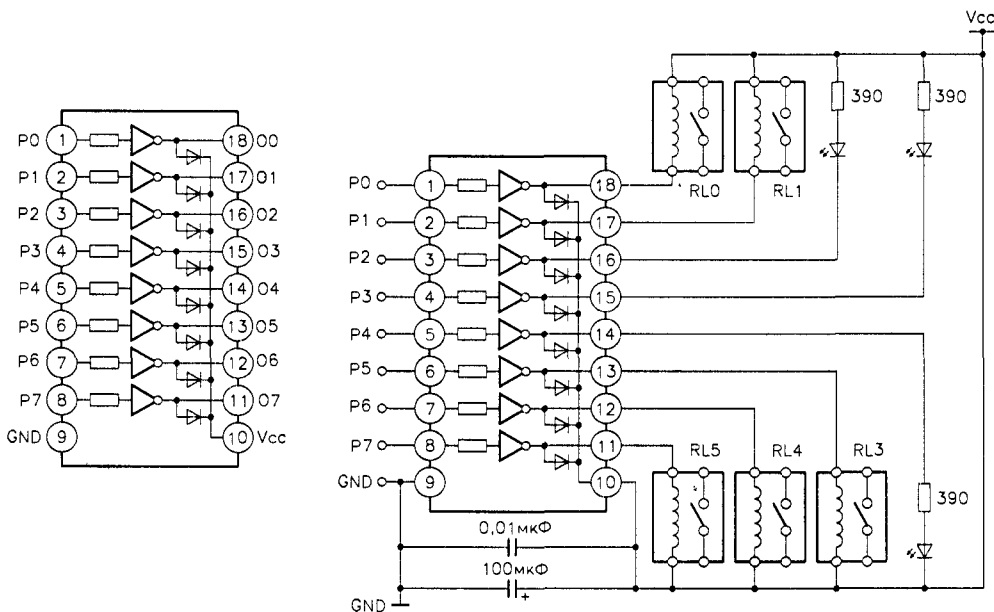 P0 1 18 O0
P1 2 17 O1
P2 3 16 O2
P3 4 15 O3
P4 5 14 O4
P5 6 13 O5
P6 7 12 O6
P7 8 11 O7
GND 9 10 Vcc
Vcc
390 390
RL0 RL1
P0 1 18
P1 2 17
P2 3 16
P3 4 15
P4 5 14
P5 6 13
P6 7 12
P7 8 11
GND 9 10
RL5 RL4 RL3
390
0,01мкФ
100мкФ
+
GND